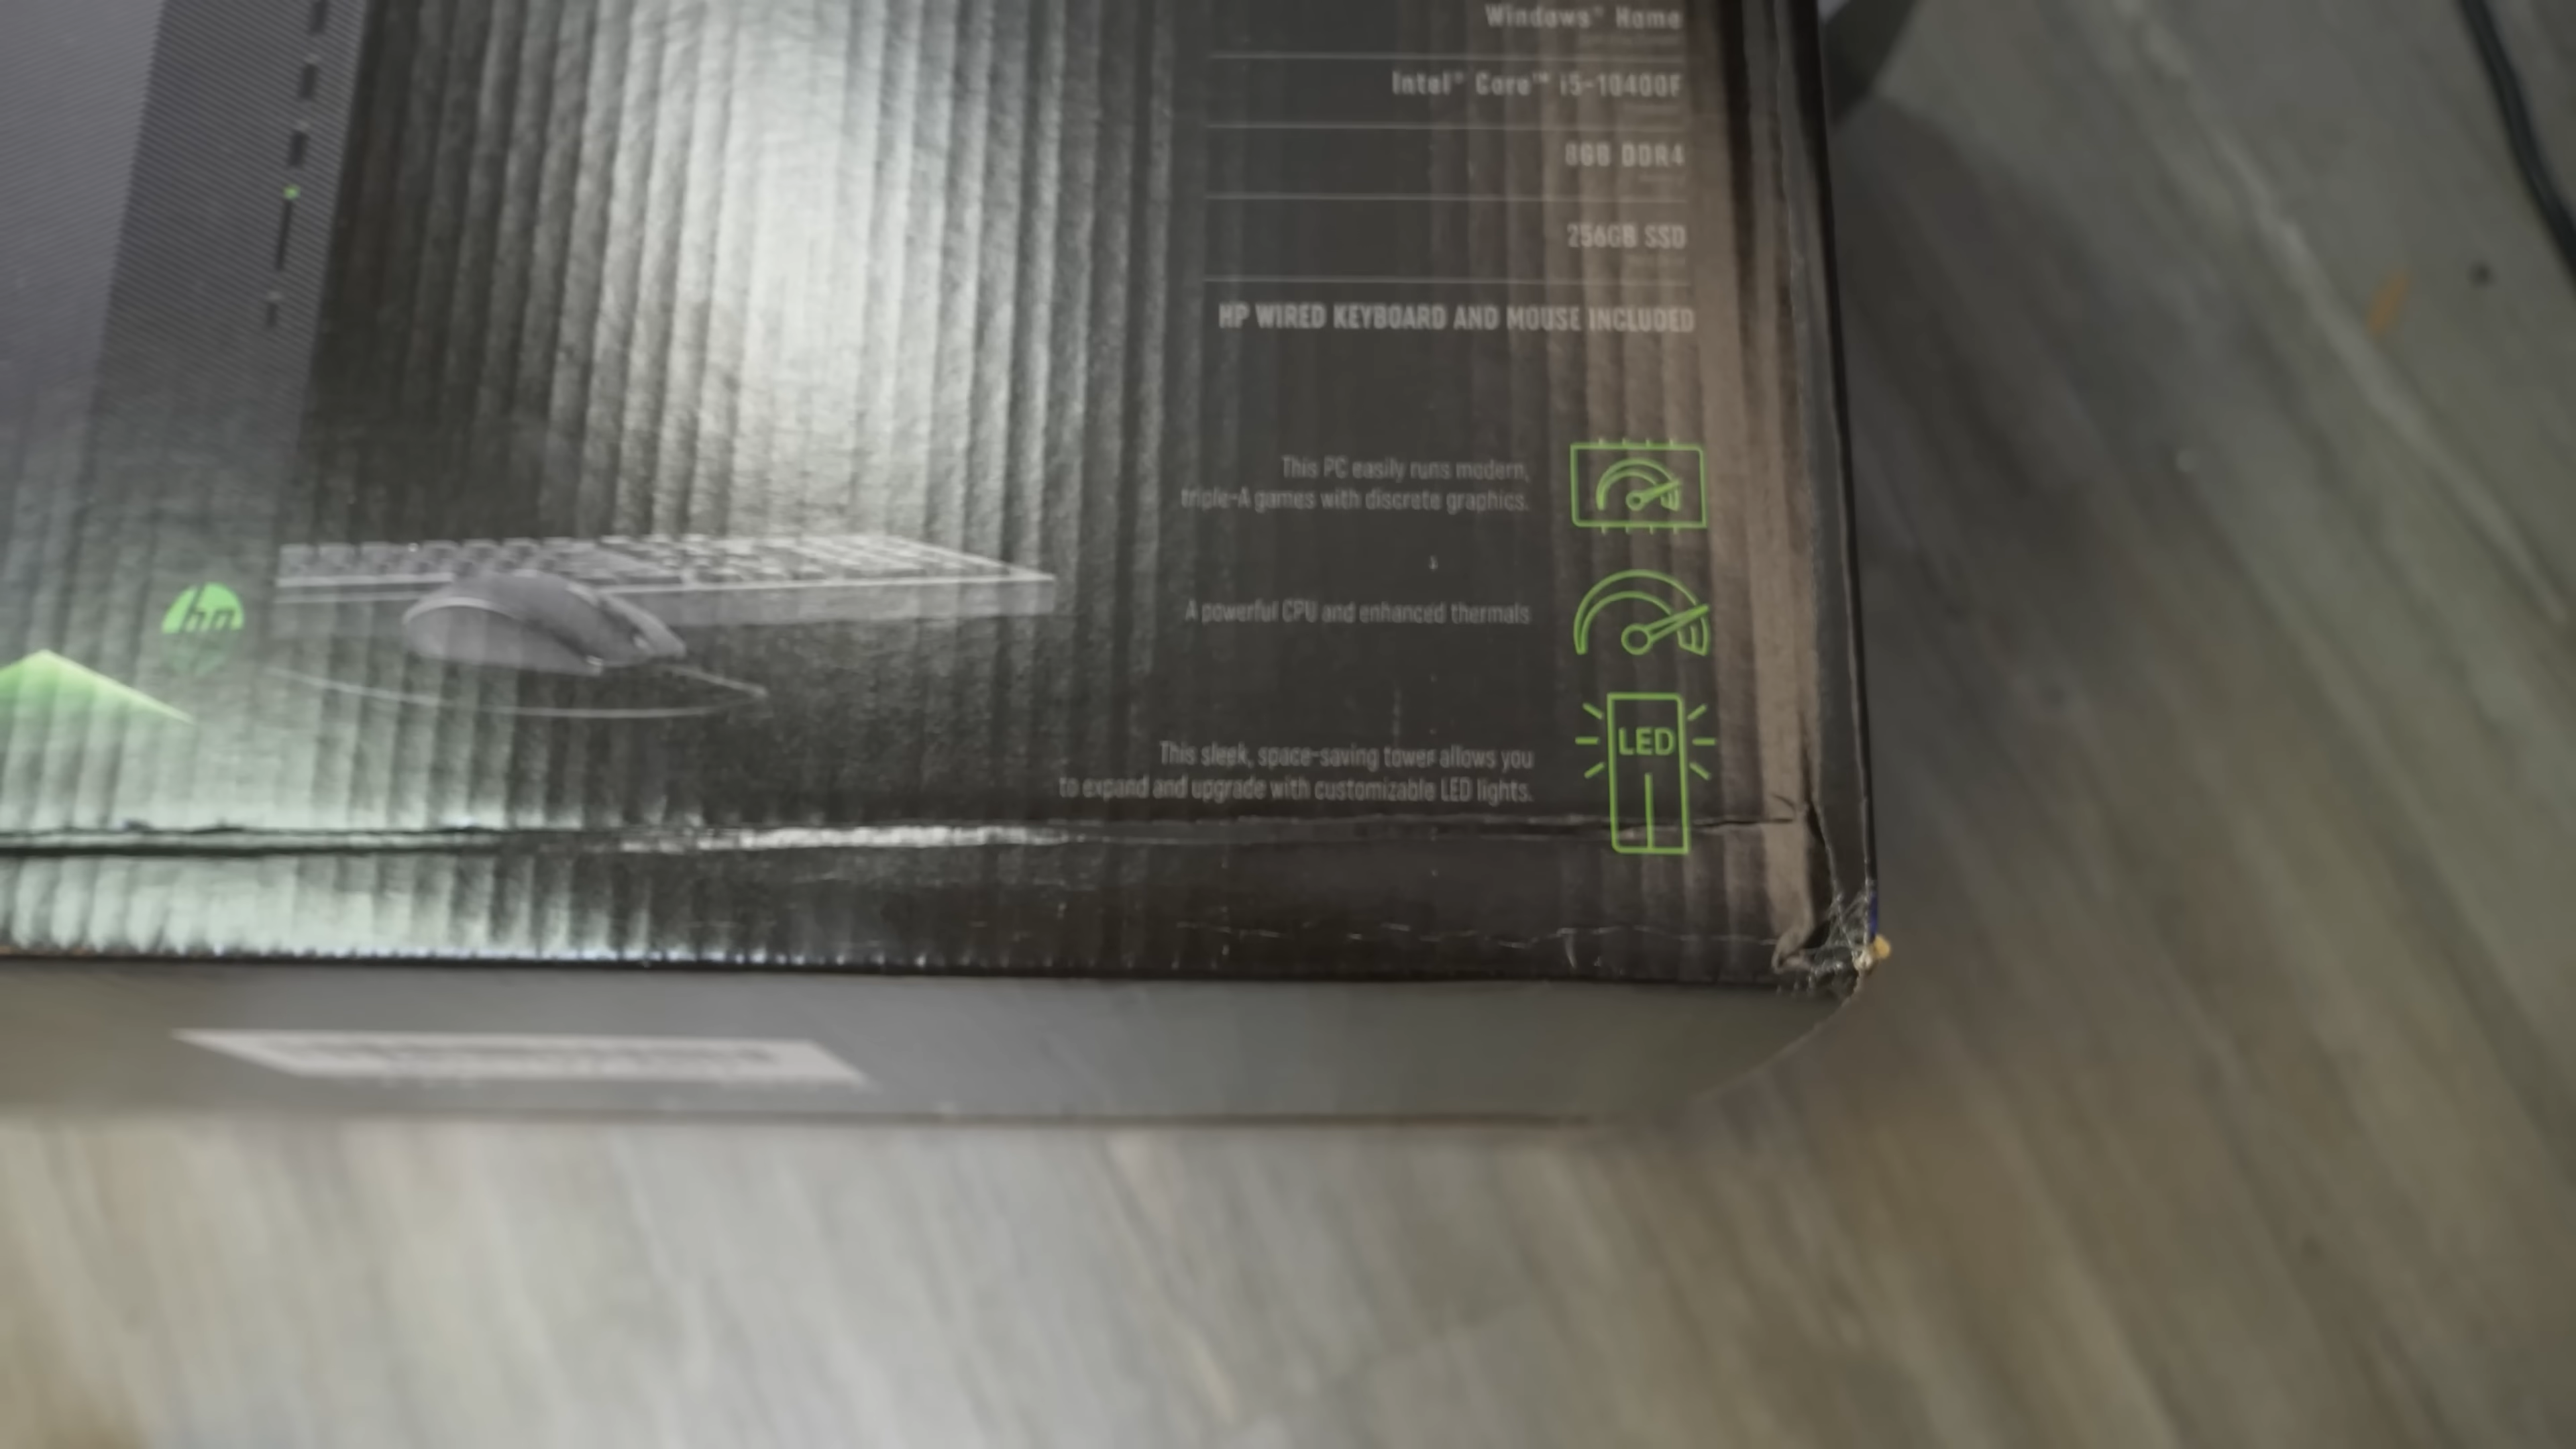 Windows® Home
Intel® Core™ i5-10400F
8GB DDR4
256GB SSD
HP WIRED KEYBOARD AND MOUSE INCLUDED
This PC easily runs modern,
triple-A games with discrete graphics.
hp
A powerful CPU and enhanced thermals
LED
This sleek, space-saving tower allows you
to expand and upgrade with customizable LED lights.